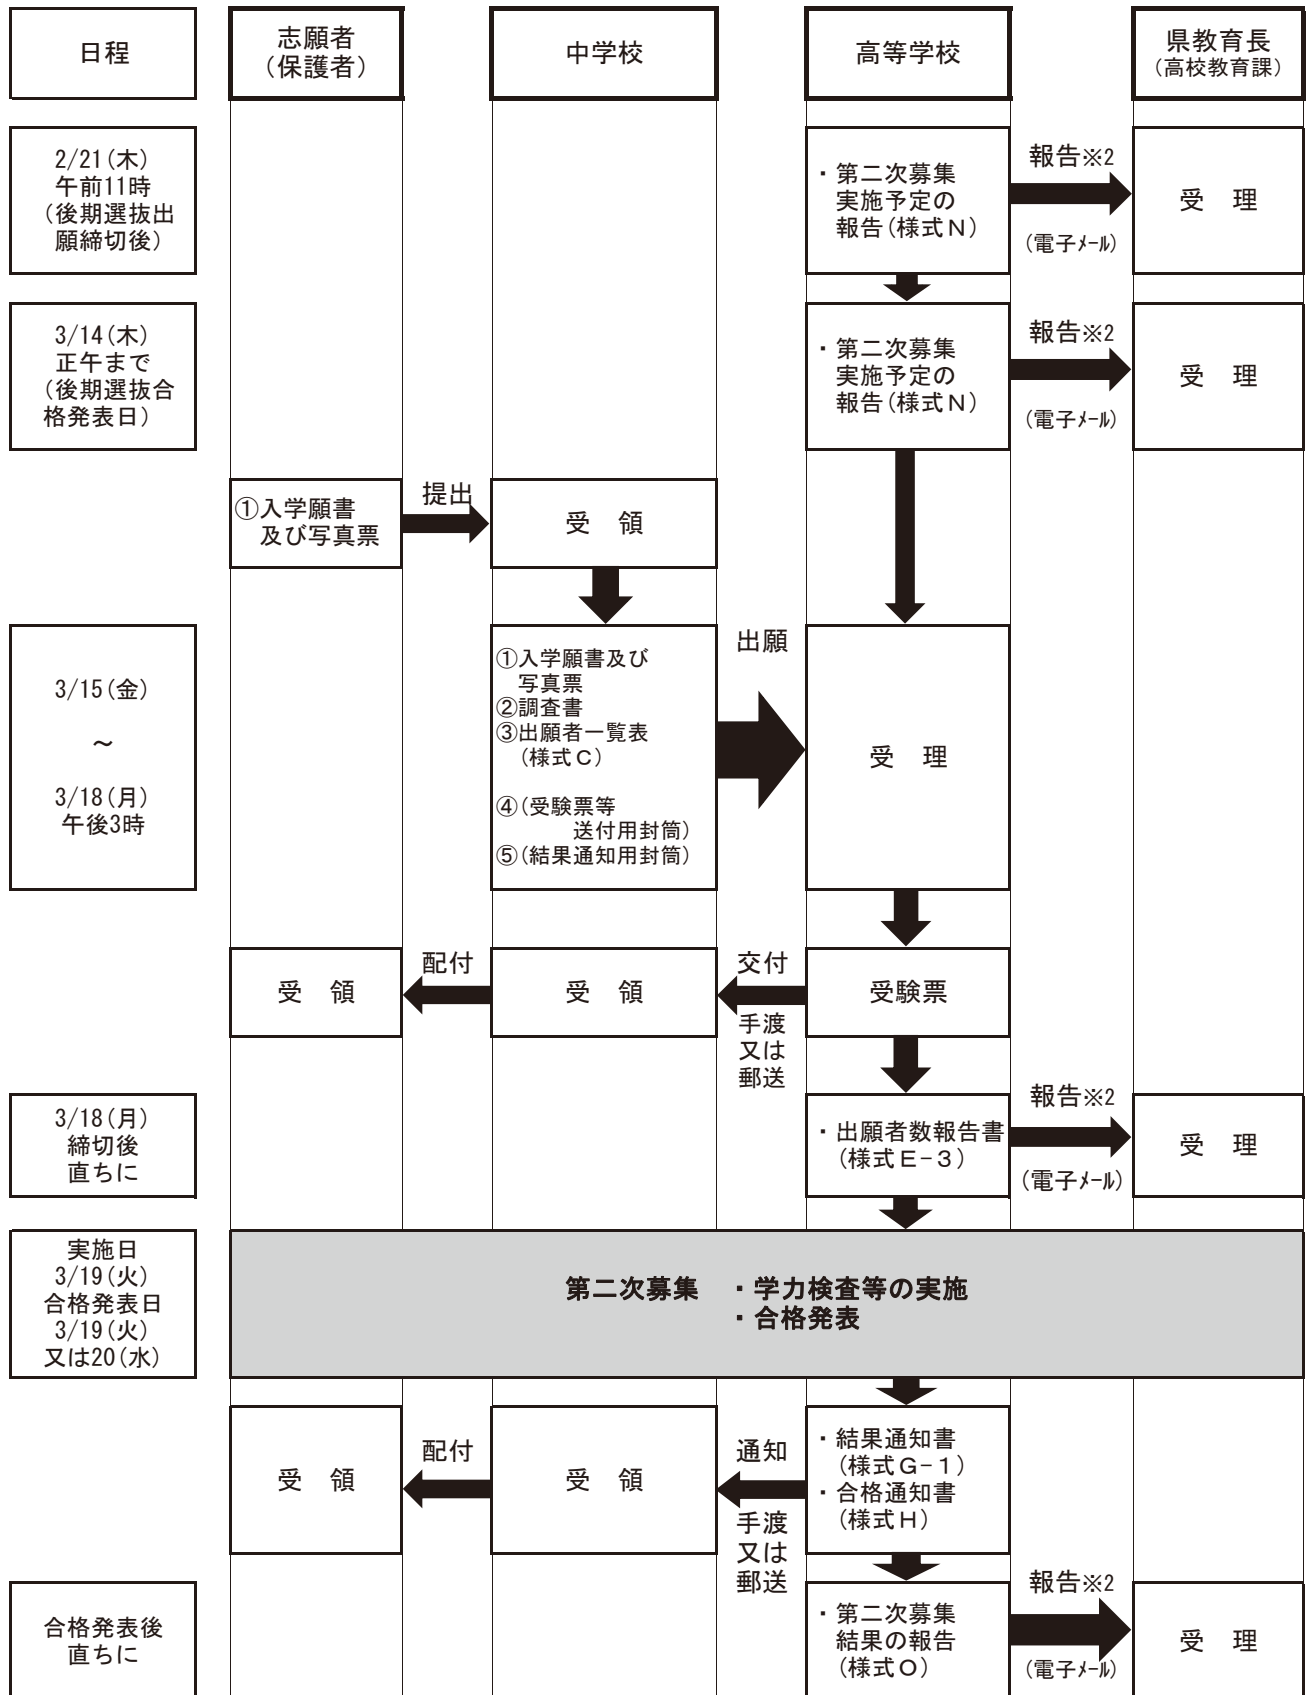 日程
志願者
（保護者）
中学校
高等学校
県教育長
（高校教育課）
2/21(木)
午前11時
（後期選抜出
願締切後）
・第二次募集
実施予定の
報告(様式Ｎ)
報告※2
(電子ﾒｰﾙ)
受　理
3/14(木)
正午まで
（後期選抜合
格発表日）
・第二次募集
実施予定の
報告(様式Ｎ)
報告※2
(電子ﾒｰﾙ)
受　理
①入学願書
及び写真票
提出
受　領
3/15(金)
～
3/18(月)
午後3時
①入学願書及び
写真票
②調査書
③出願者一覧表
(様式Ｃ)
④(受験票等
送付用封筒)
⑤(結果通知用封筒)
出願
受　理
受　領
配付
受　領
交付
手渡
又は
郵送
受験票
3/18(月)
締切後
直ちに
・出願者数報告書
(様式Ｅ-３)
報告※2
(電子ﾒｰﾙ)
受　理
実施日
3/19(火)
合格発表日
3/19(火)
又は20(水)
第二次募集　・学力検査等の実施
・合格発表
受　領
配付
受　領
通知
手渡
又は
郵送
・結果通知書
(様式Ｇ-１)
・合格通知書
(様式Ｈ)
合格発表後
直ちに
・第二次募集
結果の報告
(様式Ｏ)
報告※2
(電子ﾒｰﾙ)
受　理